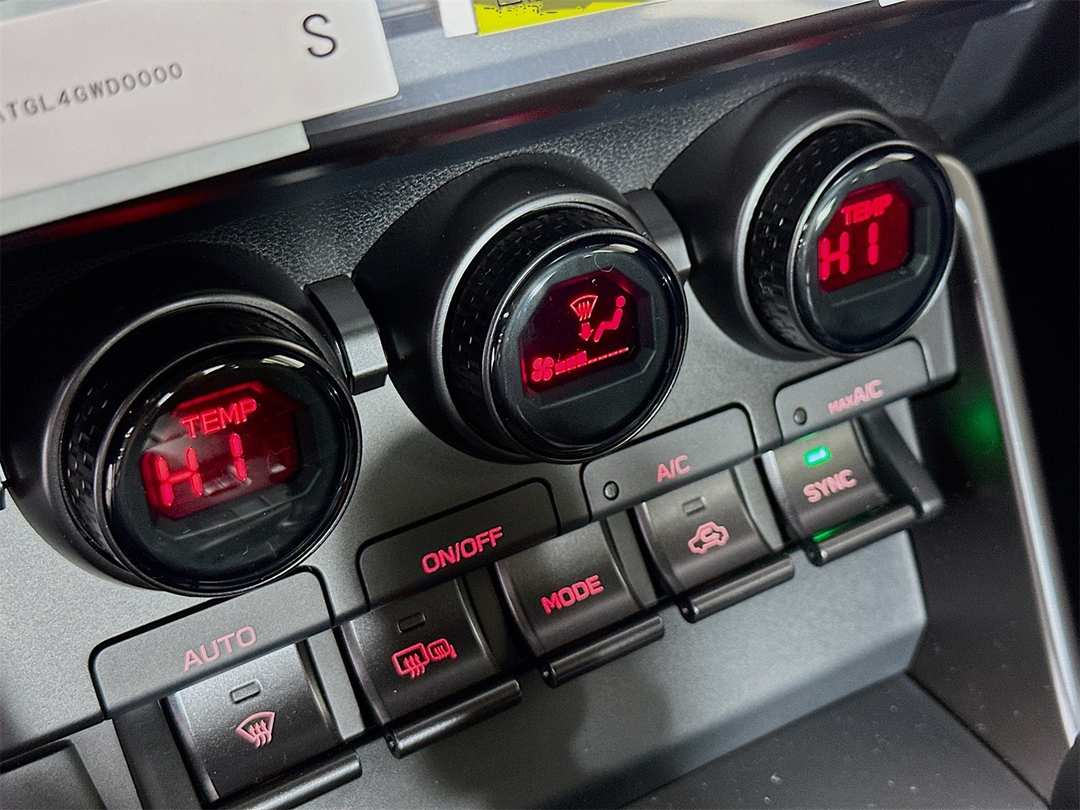 S
ATGL4GWD0000
TEMP
HI
TEMP
HI
MAX A/C
A/C
SYNC
ON/OFF
MODE
AUTO